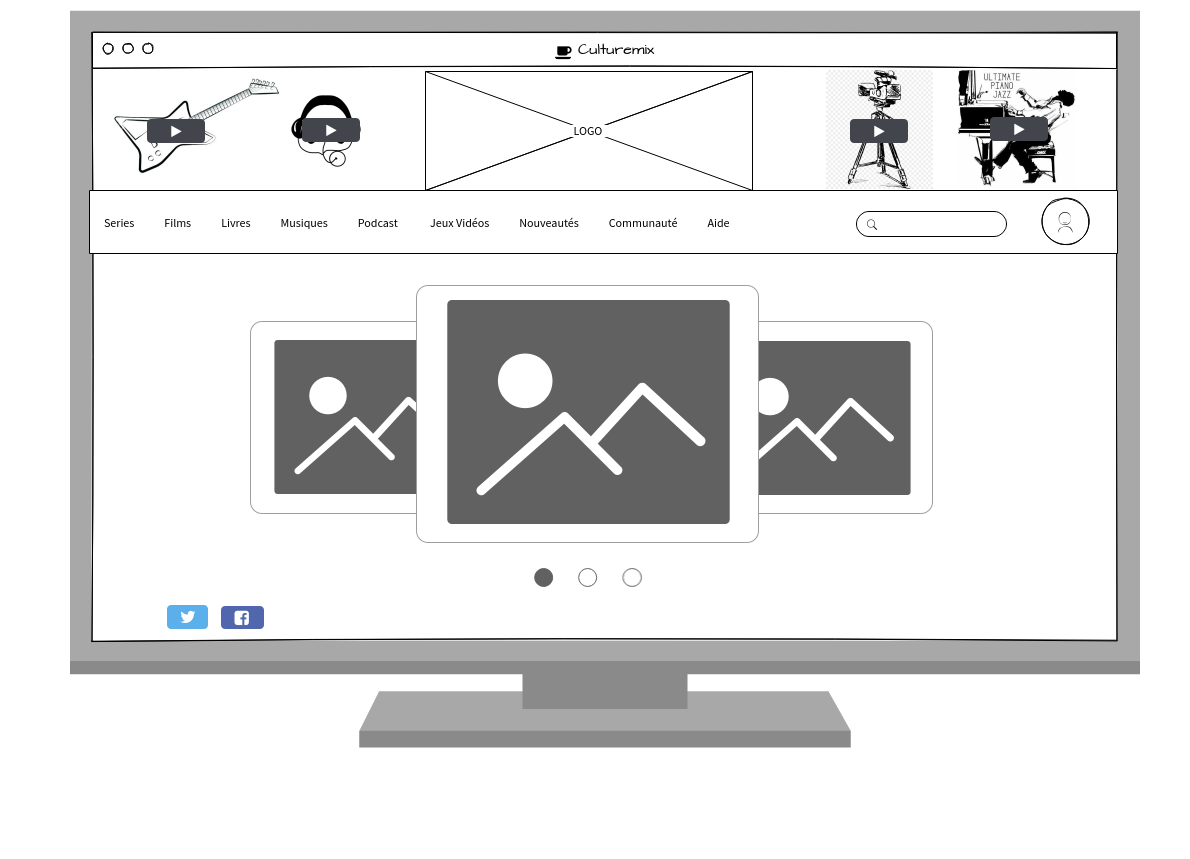 Culturemix
LOGO
ULTIMATE
PIANO
JAZZ
Series Films Livres Musiques Podcast Jeux Vidéos Nouveautés Communauté Aide